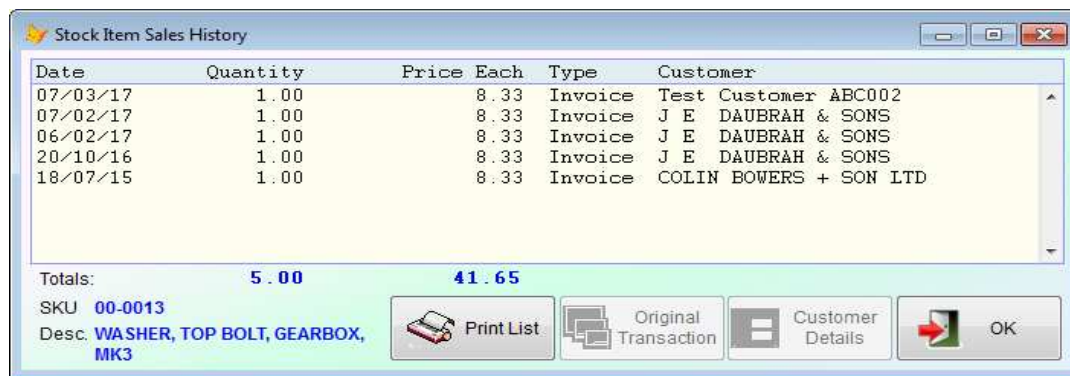 Stock Item Sales History
Date Quantity Price Each Type Customer
07/03/17 1.00 8.33 Invoice Test Customer ABC002
07/02/17 1.00 8.33 Invoice J E DAUBRAH & SONS
06/02/17 1.00 8.33 Invoice J E DAUBRAH & SONS
20/10/16 1.00 8.33 Invoice J E DAUBRAH & SONS
18/07/15 1.00 8.33 Invoice COLIN BOWERS + SON LTD
Totals: 5.00 41.65
SKU 00-0013
Desc. WASHER, TOP BOLT, GEARBOX,
MK3
Print List
Original
Transaction
Customer
Details
OK